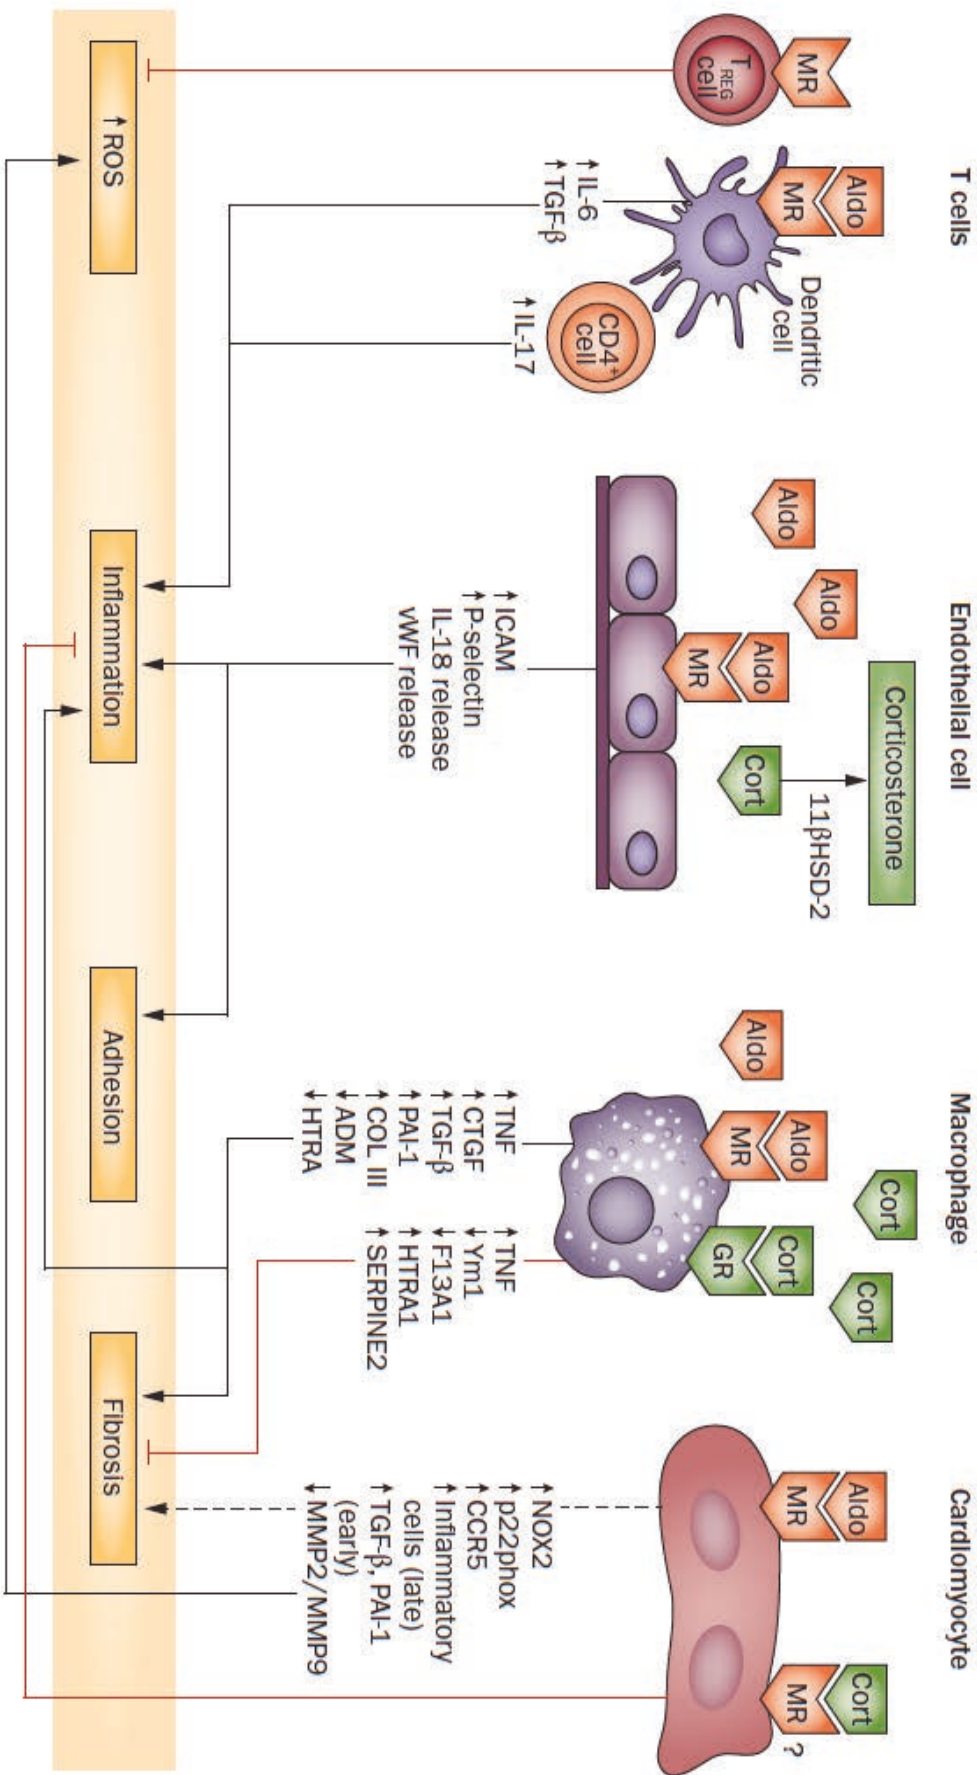 T cells
MR
T REG
cell
Aldo
MR
Dendritic
cell
CD4+
cell
↑IL-6
↑TGF-β
↑IL-17
Endothelial cell
Aldo
Aldo
Aldo
MR
Corticosterone
11βHSD-2
Cort
↑ICAM
↑P-selectin
IL-18 release
vWF release
Macrophage
Aldo
Aldo
MR
Cort
Cort
GR
Cort
↑TNF
↑CTGF
↑TGF-β
↑PAI-1
↑COL III
↓ADM
↓HTRA
↑TNF
↓Ym1
↓F13A1
↑HTRA1
↑SERPINE2
Cardiomyocyte
Aldo
MR
Cort
MR ?
↑NOX2
↑p22phox
↑CCR5
↑Inflammatory
cells (late)
↑TGF-β, PAI-1
(early)
↓MMP2/MMP9
↑ROS
Inflammation
Adhesion
Fibrosis